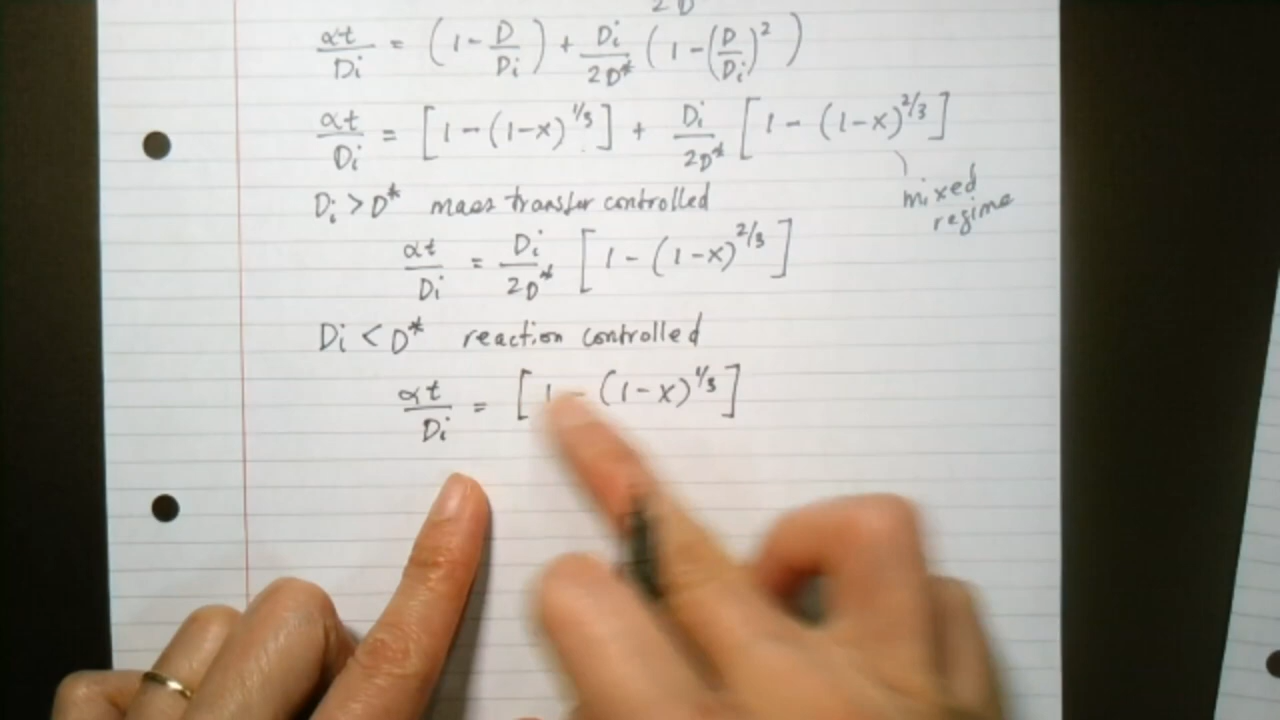 2D
αt/Di = (1 - D/Di) + Di/2D* (1 - (D/Di)²)
αt/Di = [1 - (1-x)^1/3] + Di/2D* [1 - (1-x)^2/3]
mixed regime
Di > D* mass transfer controlled
αt/Di = Di/2D* [1 - (1-x)^2/3]
Di < D* reaction controlled
αt/Di = [1 - (1-x)^1/3]